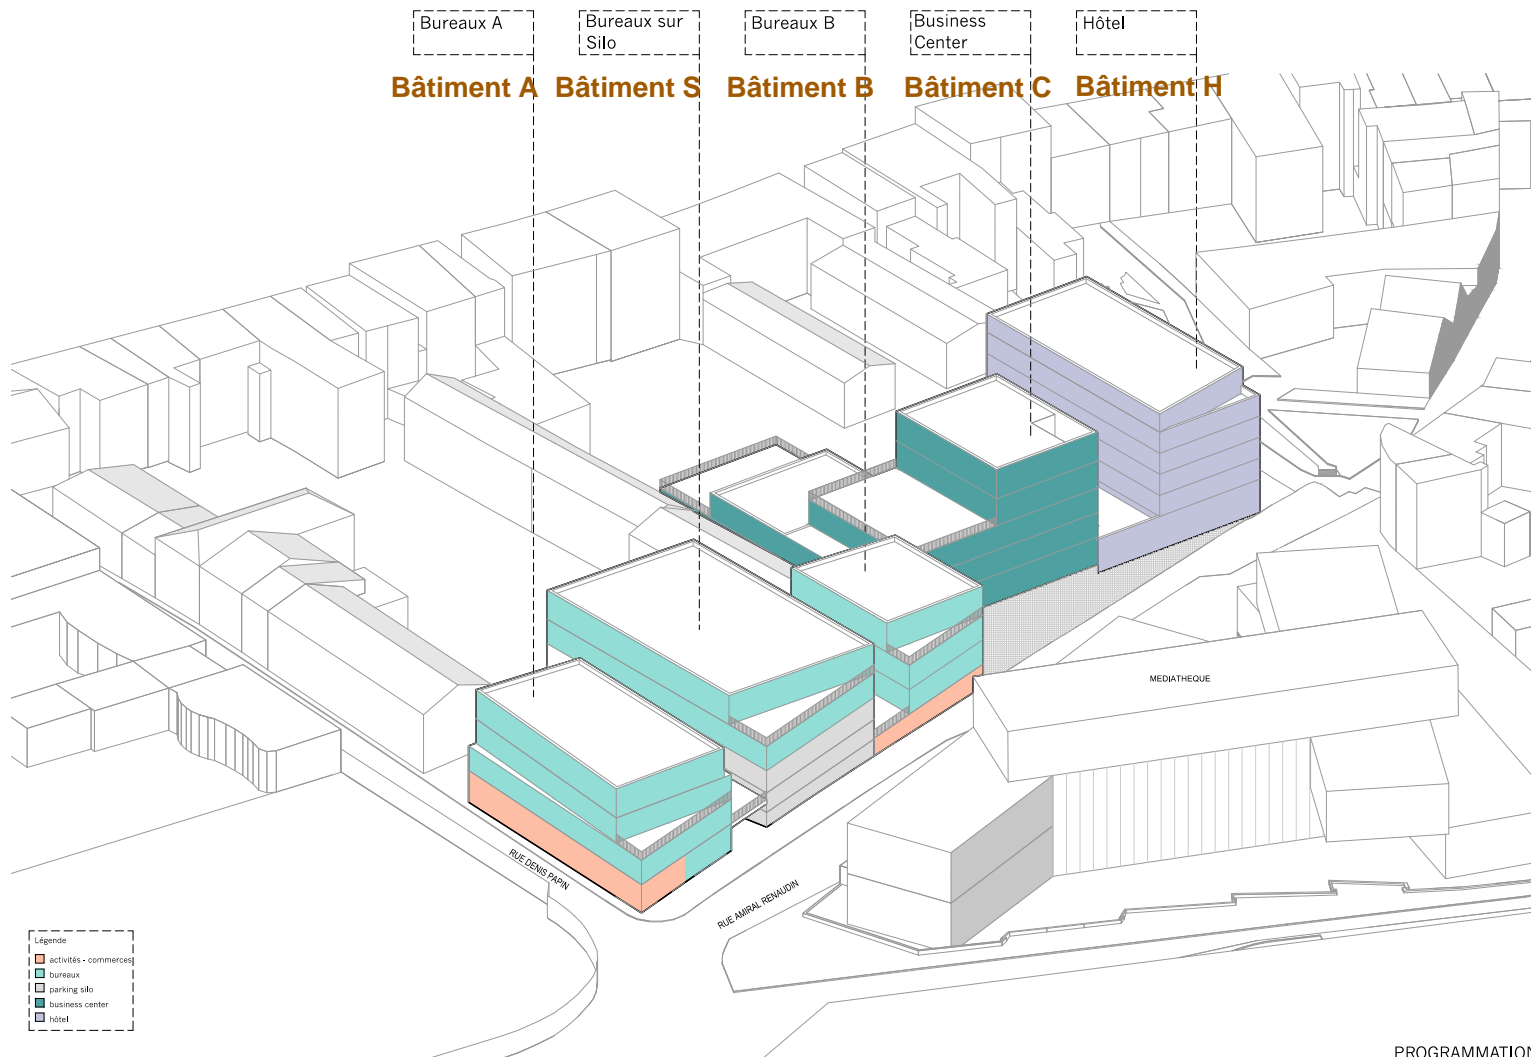 Bureaux A
Bureaux sur
Silo
Bureaux B
Business
Center
Hôtel
Bâtiment A
Bâtiment S
Bâtiment B
Bâtiment C
Bâtiment H
MEDIATHEQUE
RUE DENIS PAPIN
RUE AMIRAL RENAUDIN
Légende
activités - commerces
bureaux
parking silo
business center
hôtel
PROGRAMMATION